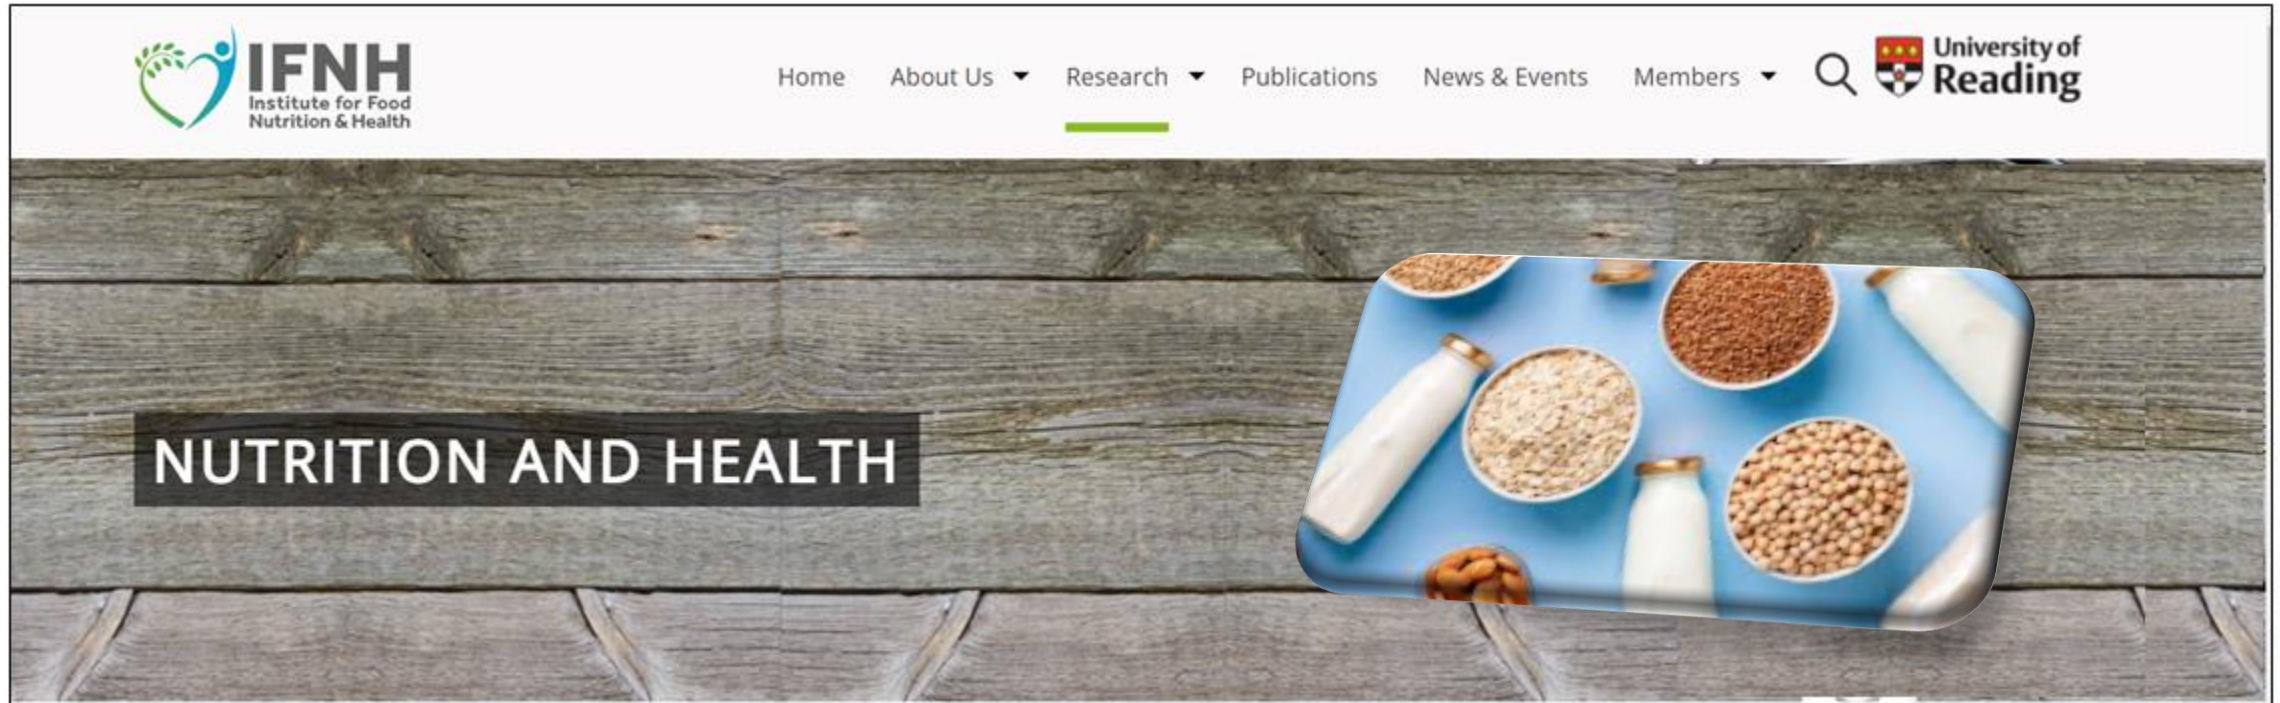 IFNH
Institute for Food
Nutrition & Health
Home About Us Research Publications News & Events Members
University of
Reading
NUTRITION AND HEALTH